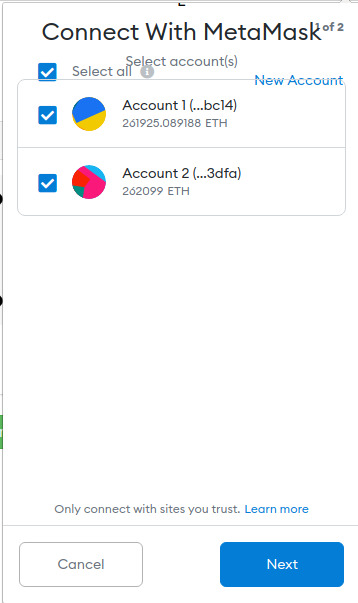 Connect With MetaMask
1 of 2
Select account(s)
Select all
New Account
Account 1 (...bc14)
261925.089188 ETH
Account 2 (...3dfa)
262099 ETH
Only connect with sites you trust. Learn more
Cancel
Next